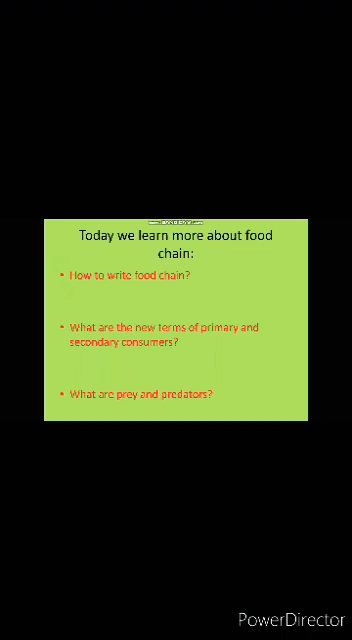 Today we learn more about food
chain:
• How to write food chain?
• What are the new terms of primary and
secondary consumers?
• What are prey and predators?
PowerDirector